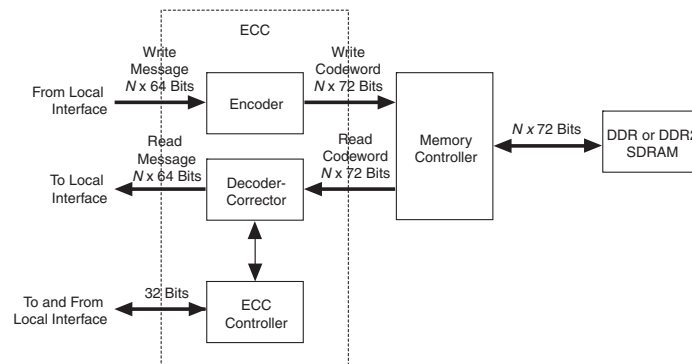 ECC
Write
Message
N x 64 Bits
Write
Codeword
N x 72 Bits
From Local
Interface
Encoder
Memory
Controller
N x 72 Bits
DDR or DDR2
SDRAM
Read
Message
N x 64 Bits
Read
Codeword
N x 72 Bits
To Local
Interface
Decoder-
Corrector
To and From
Local Interface
32 Bits
ECC
Controller